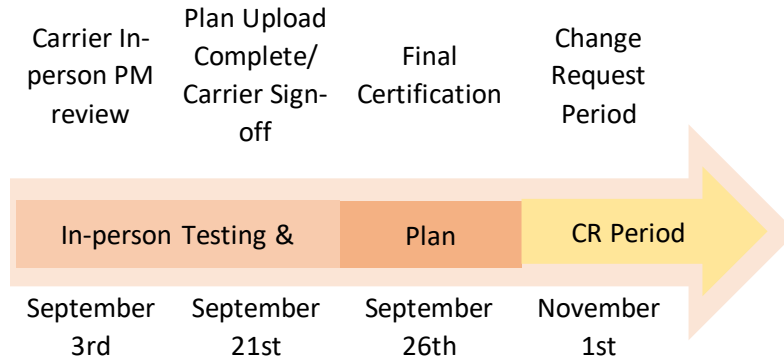 Carrier In-
person PM
review
Plan Upload
Complete/
Carrier Sign-
off
Final
Certification
Change
Request
Period
In-person Testing &
Plan
CR Period
September
3rd
September
21st
September
26th
November
1st